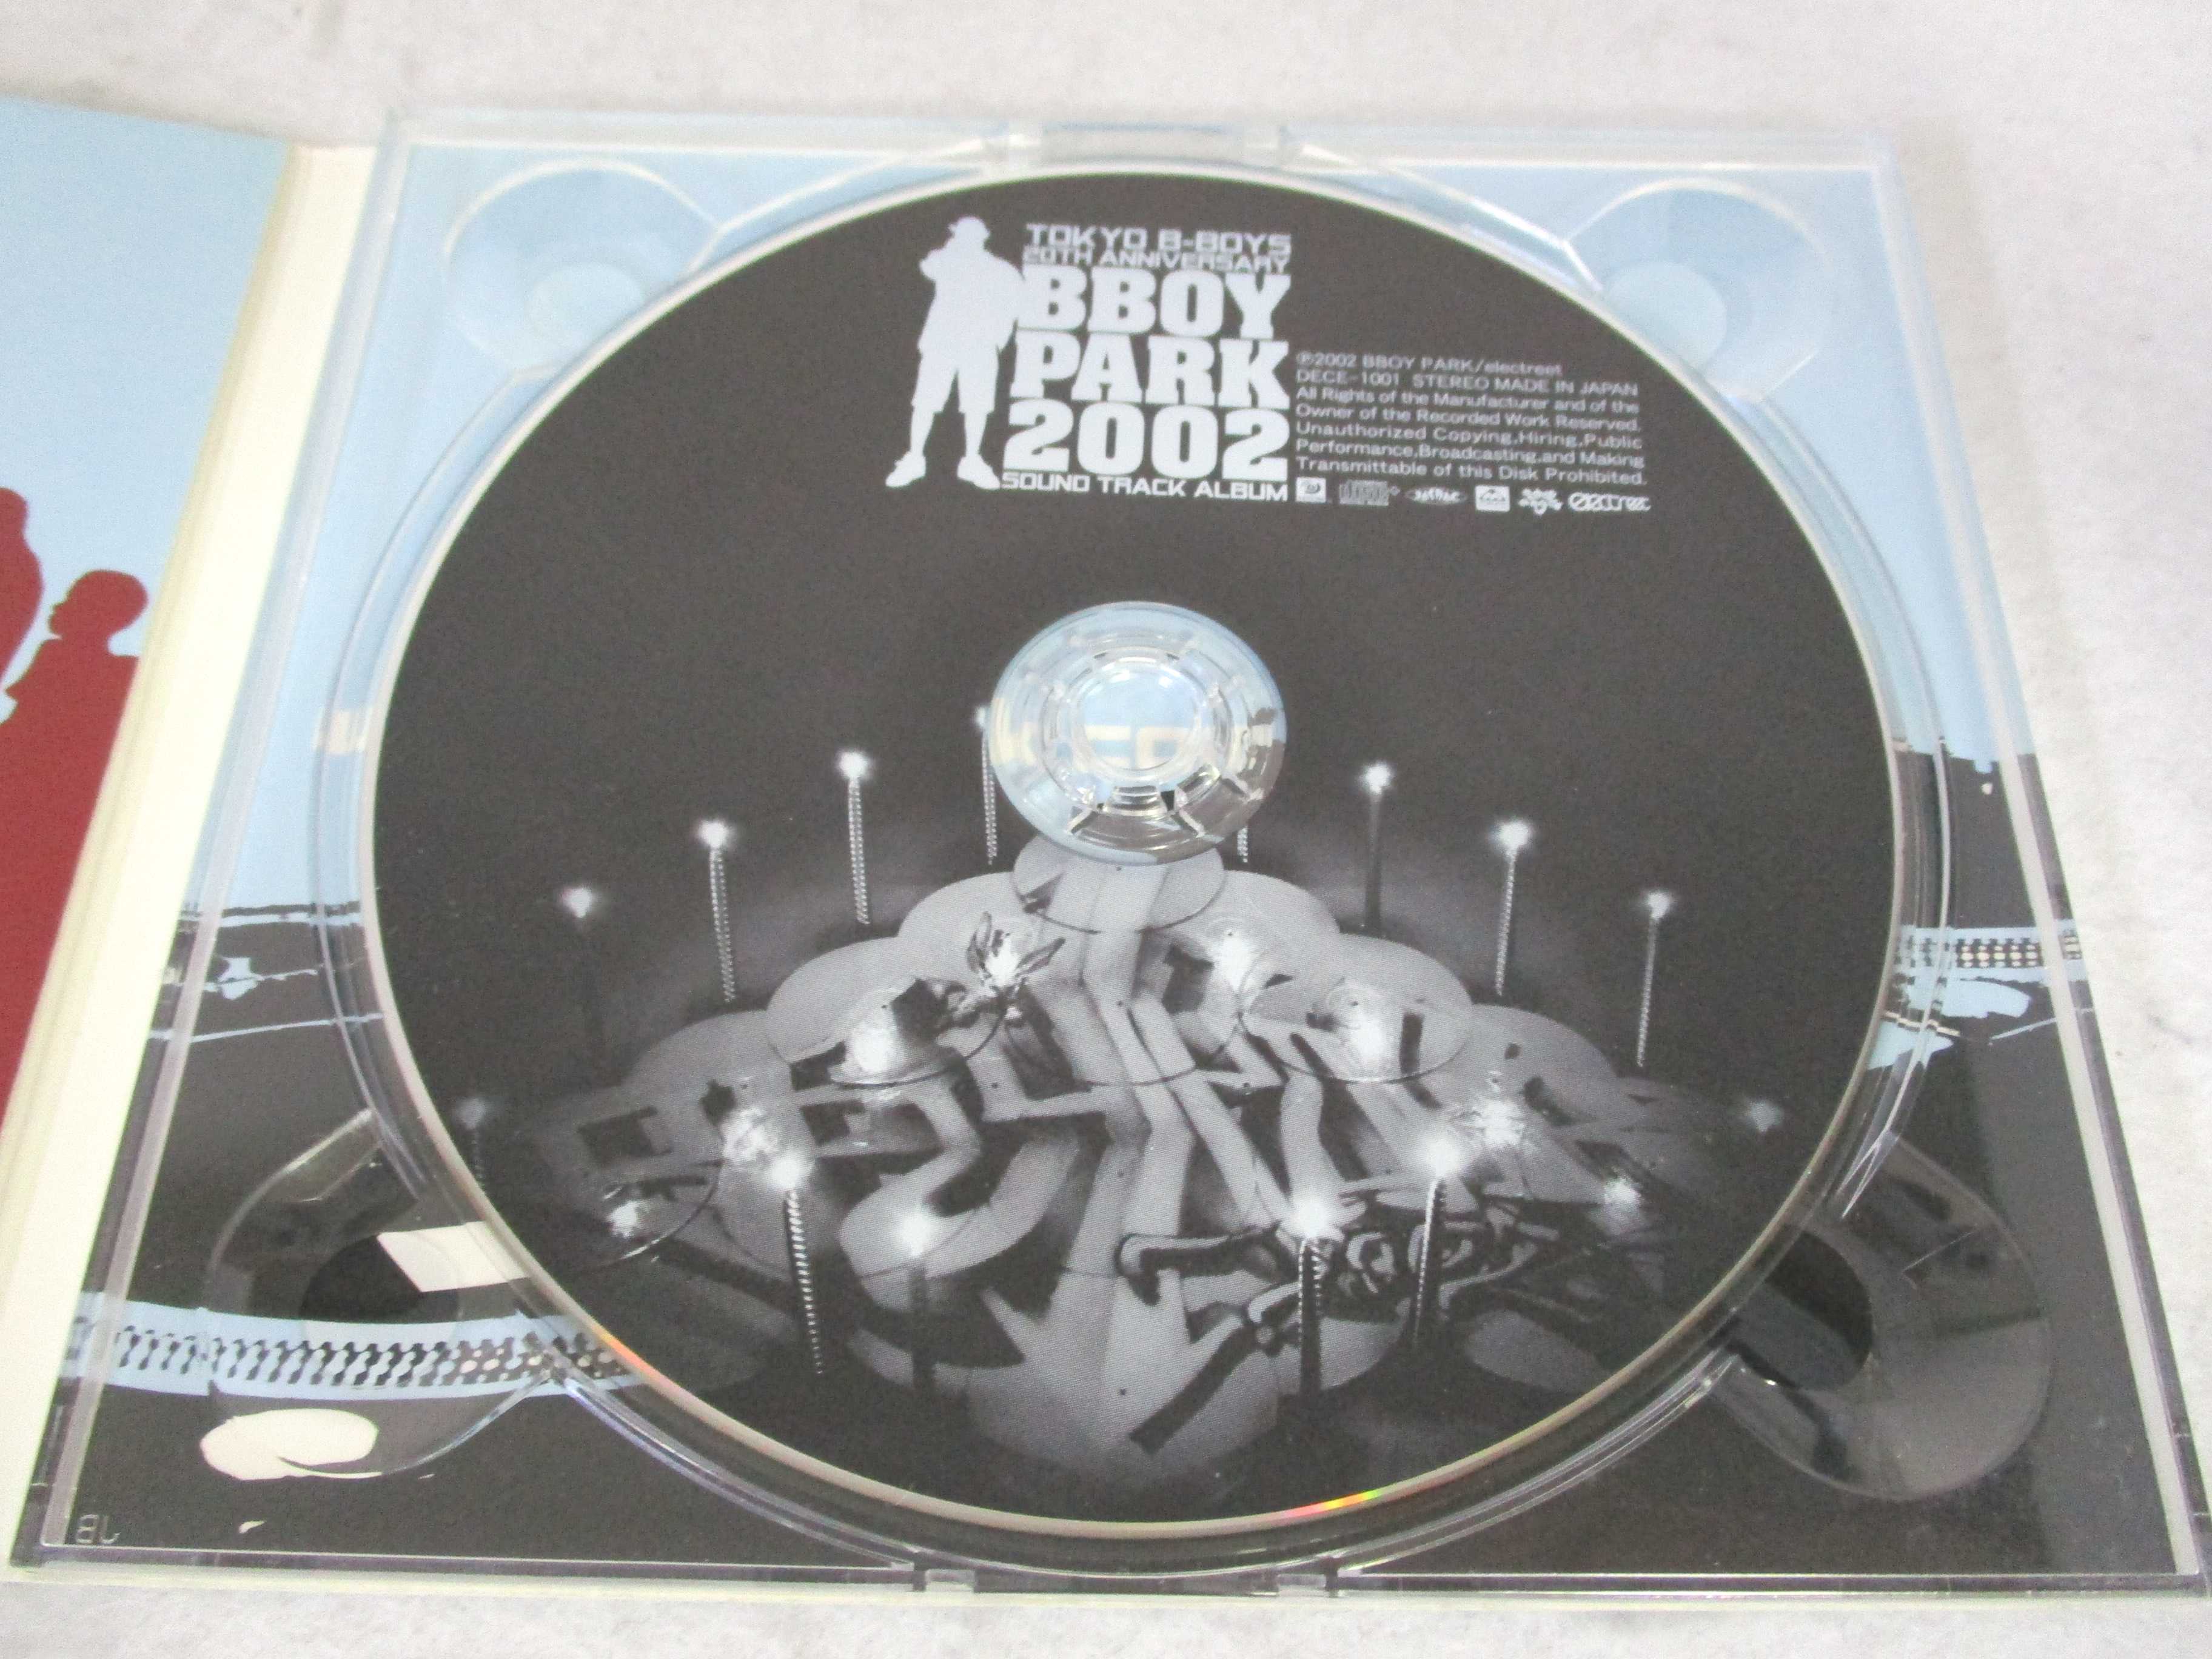 TOKYO B-BOYS
20TH ANNIVERSARY
BBOY
PARK
2002
SOUND TRACK ALBUM
℗2002 BBOY PARK/electreet
DECE-1001 STEREO MADE IN JAPAN
All Rights of the Manufacturer and of the
Owner of the Recorded Work Reserved.
Unauthorized Copying,Hiring,Public
Performance,Broadcasting,and Making
Transmittable of this Disk Prohibited.